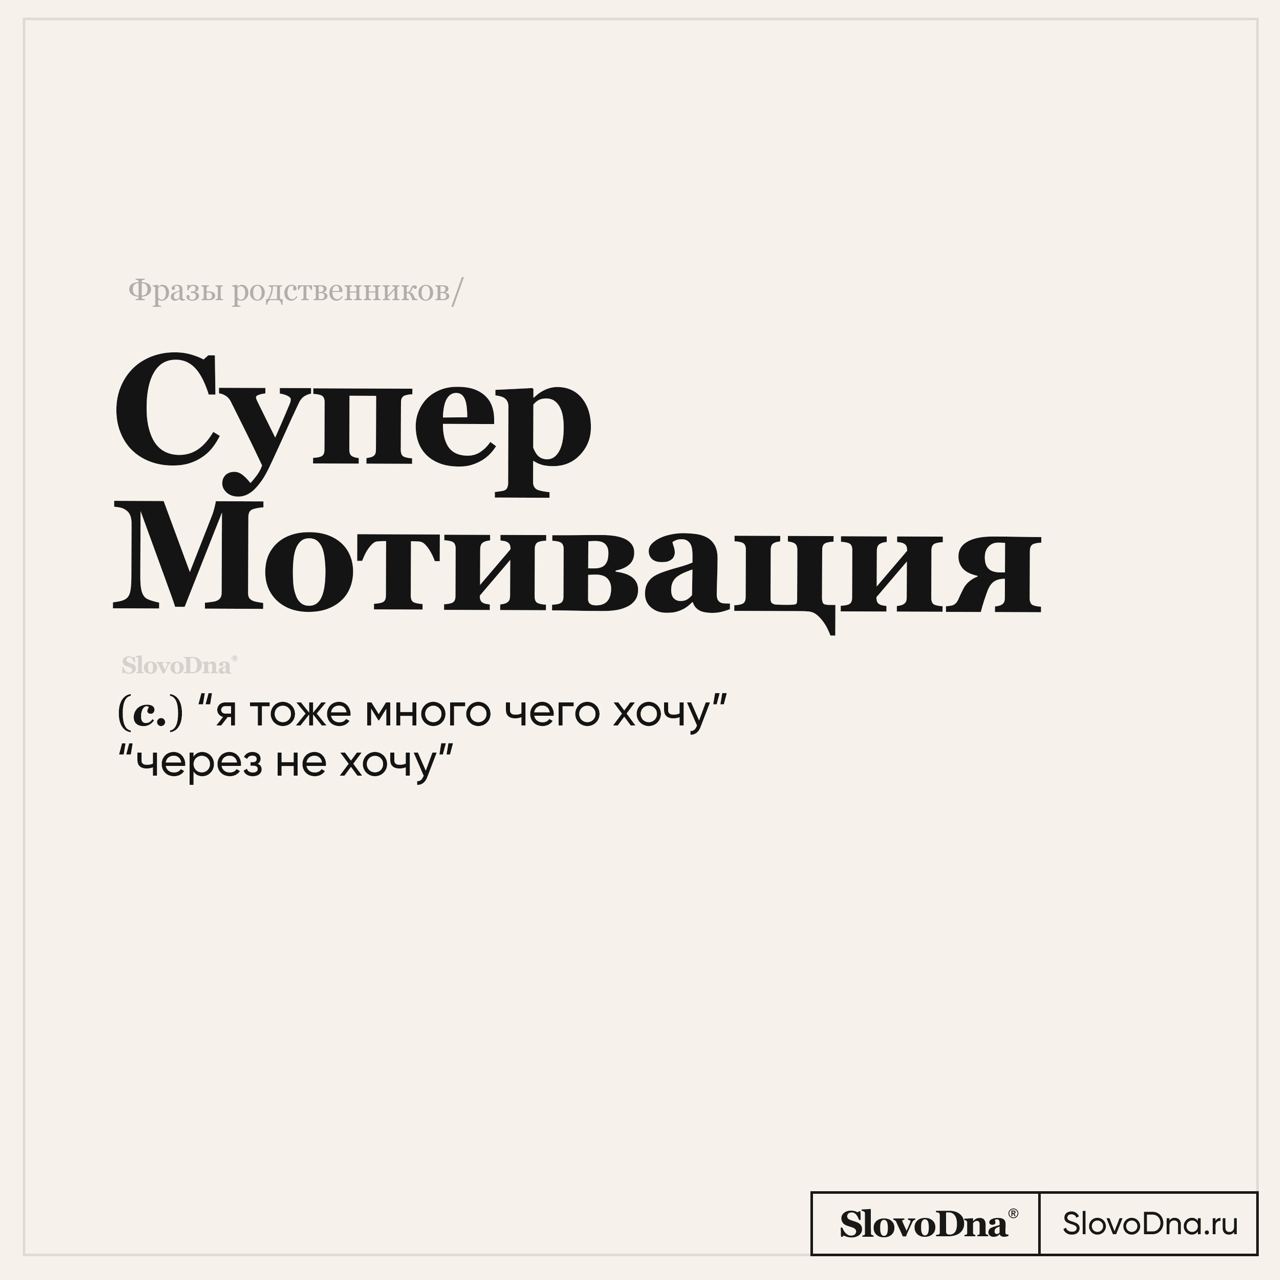 Фразы родственников/
Супер
Мотивация
SlovoDna®
(с.) “я тоже много чего хочу”
“через не хочу”
SlovoDna® SlovoDna.ru